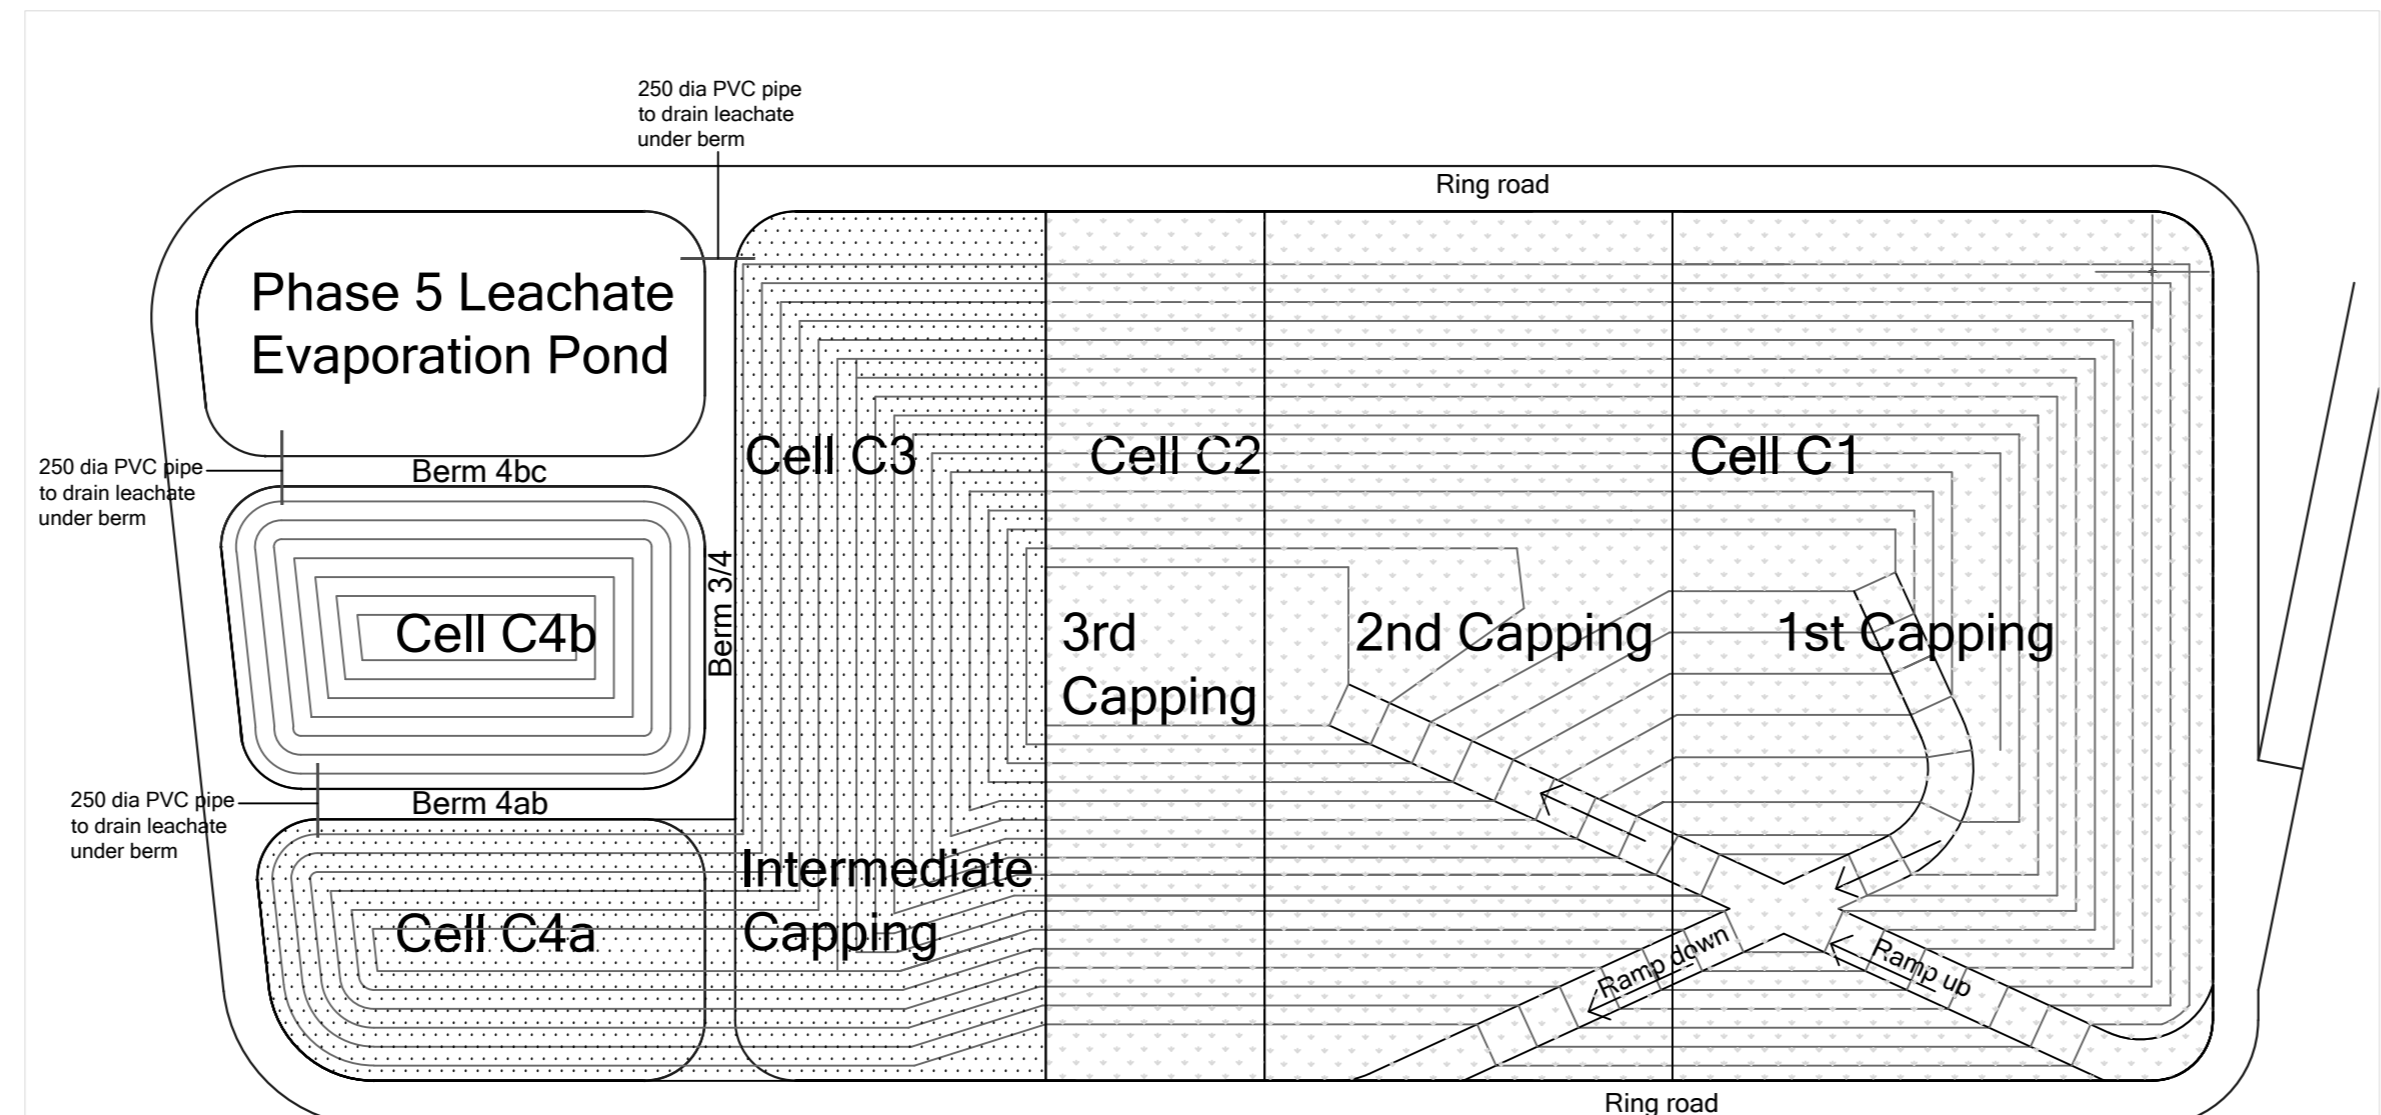 250 dia PVC pipe
to drain leachate
under berm
Ring road
Phase 5 Leachate
Evaporation Pond
250 dia PVC pipe
to drain leachate
under berm
Berm 4bc
Cell C3
Cell C2
Cell C1
Cell C4b
Berm 3/4
3rd
Capping
2nd Capping
1st Capping
250 dia PVC pipe
to drain leachate
under berm
Berm 4ab
Intermediate
Capping
Cell C4a
Ramp down
Ramp up
Ring road